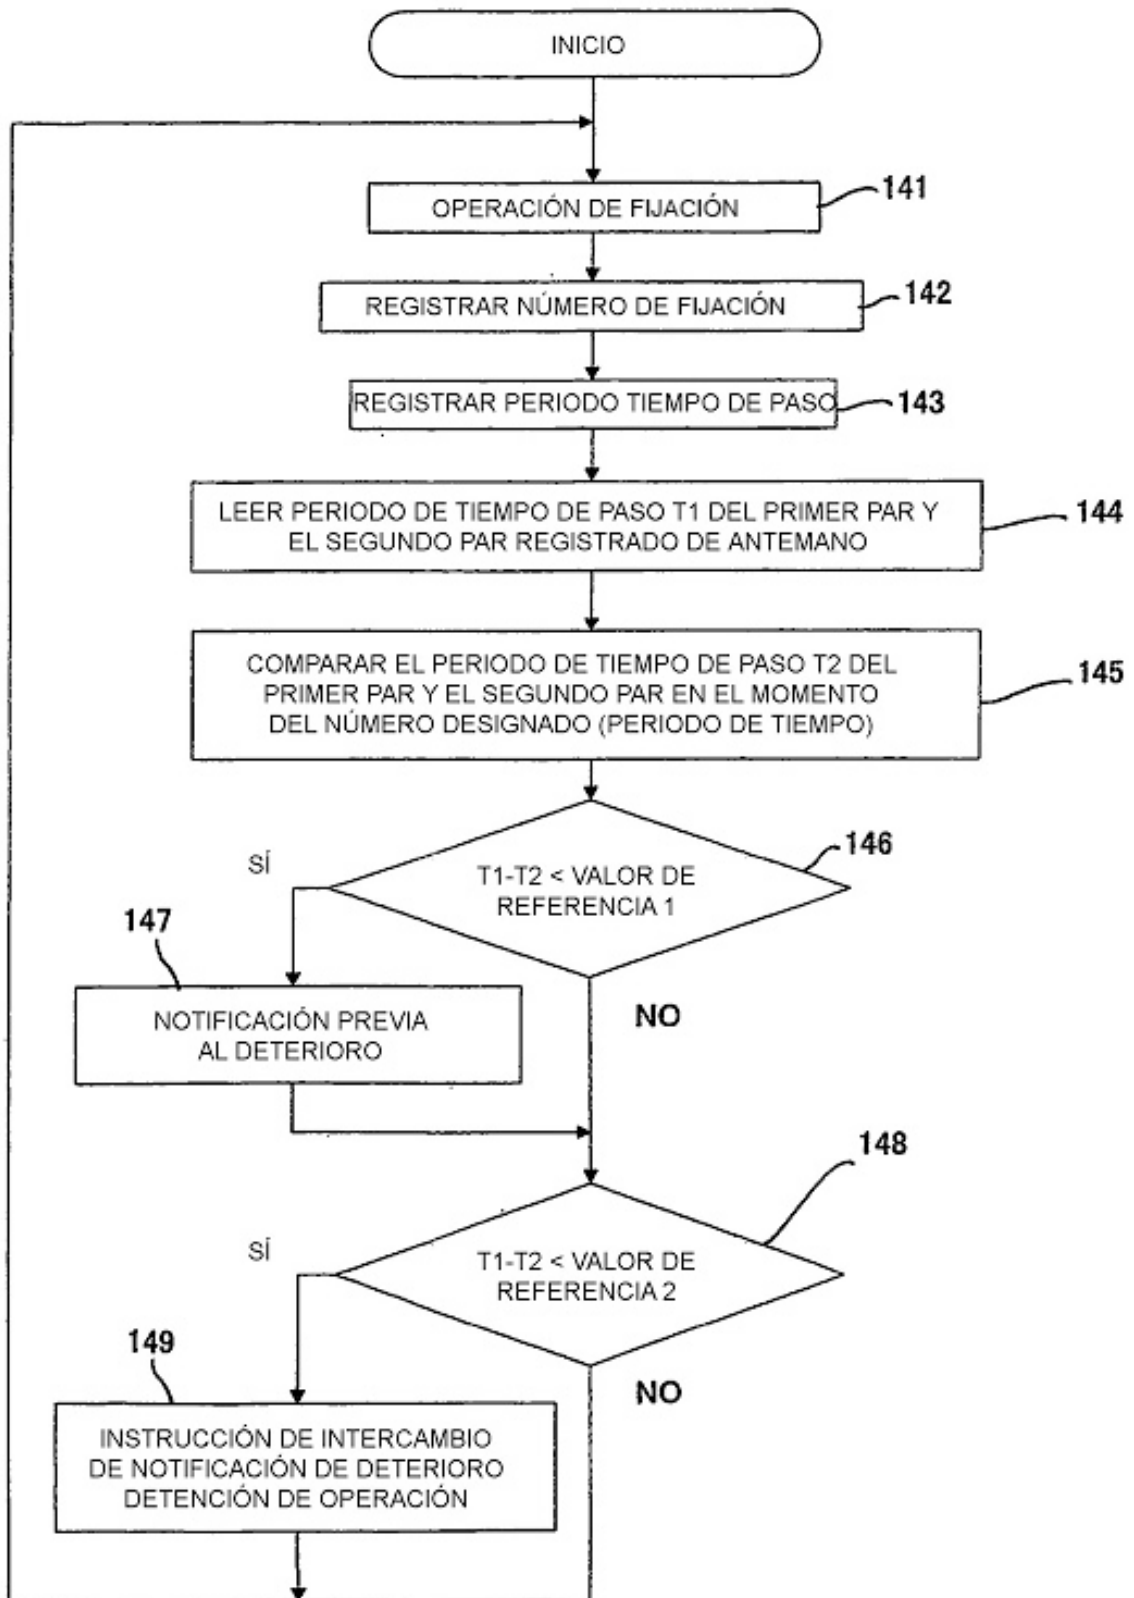 INICIO
OPERACIÓN DE FIJACIÓN
141
REGISTRAR NÚMERO DE FIJACIÓN
142
REGISTRAR PERIODO TIEMPO DE PASO
143
LEER PERIODO DE TIEMPO DE PASO T1 DEL PRIMER PAR Y
EL SEGUNDO PAR REGISTRADO DE ANTEMANO
144
COMPARAR EL PERIODO DE TIEMPO DE PASO T2 DEL
PRIMER PAR Y EL SEGUNDO PAR EN EL MOMENTO
DEL NÚMERO DESIGNADO (PERIODO DE TIEMPO)
145
146
SÍ
T1-T2 < VALOR DE
REFERENCIA 1
147
NO
NOTIFICACIÓN PREVIA
AL DETERIORO
148
SÍ
T1-T2 < VALOR DE
REFERENCIA 2
149
NO
INSTRUCCIÓN DE INTERCAMBIO
DE NOTIFICACIÓN DE DETERIORO
DETENCIÓN DE OPERACIÓN